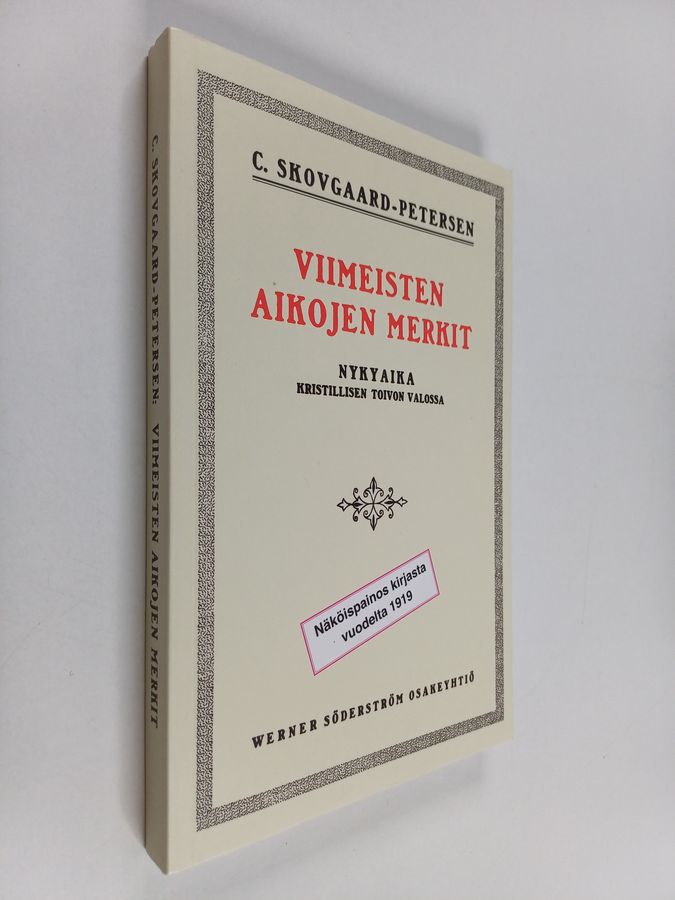 C. SKOVGAARD-PETERSEN
VIIMEISTEN
AIKOJEN MERKIT
NYKYAIKA
KRISTILLISEN TOIVON VALOSSA
Näköispainos kirjasta
vuodelta 1919
WERNER SÖDERSTRÖM OSAKEYHTIÖ
C. SKOVGAARD-PETERSEN: VIIMEISTEN AIKOJEN MERKIT